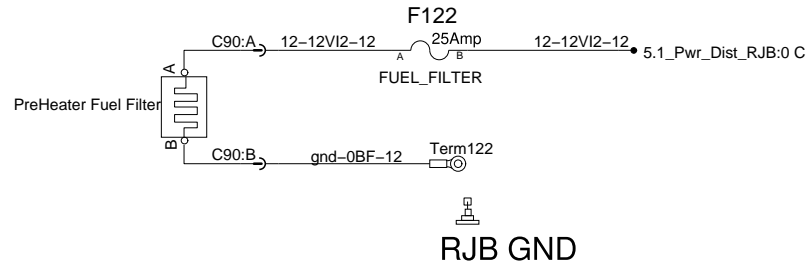 F122
C90:A
12-12VI2-12
25Amp
12-12VI2-12
5.1_Pwr_Dist_RJB:0 C
A
B
FUEL_FILTER
A
PreHeater Fuel Filter
B
C90:B
gnd-0BF-12
Term122
RJB GND